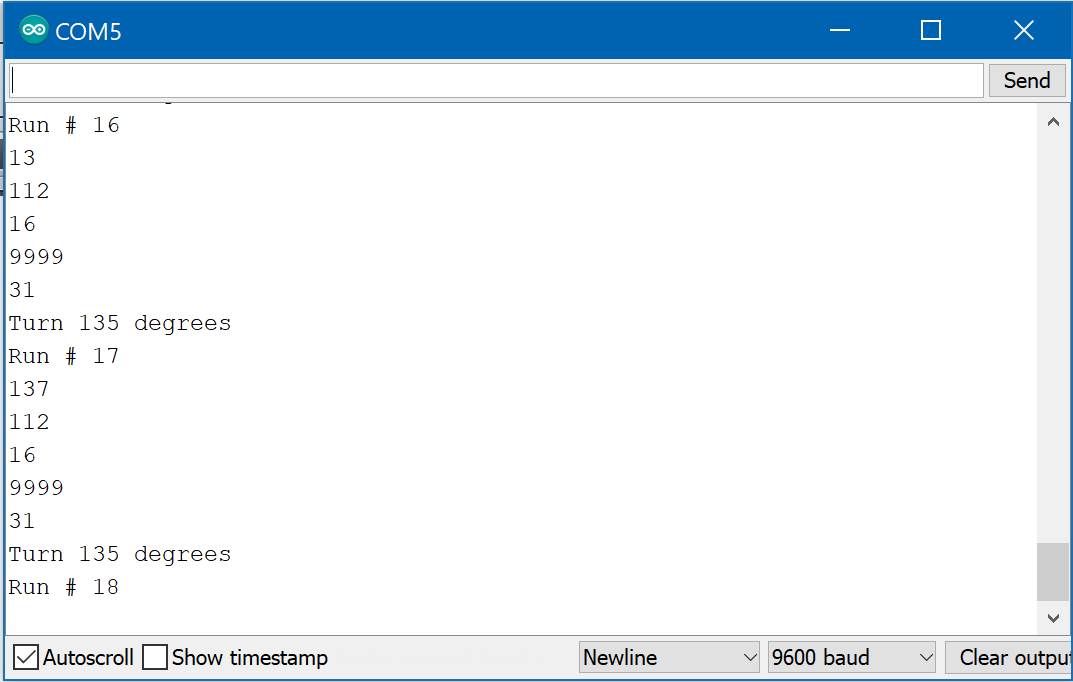 COM5
Send
Run # 16
13
112
16
9999
31
Turn 135 degrees
Run # 17
137
112
16
9999
31
Turn 135 degrees
Run # 18
Autoscroll Show timestamp Newline 9600 baud Clear outpu